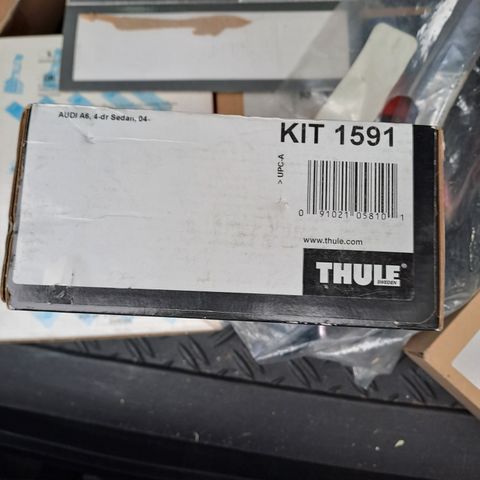 AUDI A6, 4-dr Sedan, 04-
KIT 1591
> UPC-A
0 91021 05810 1
www.thule.com
THULE®
SWEDEN